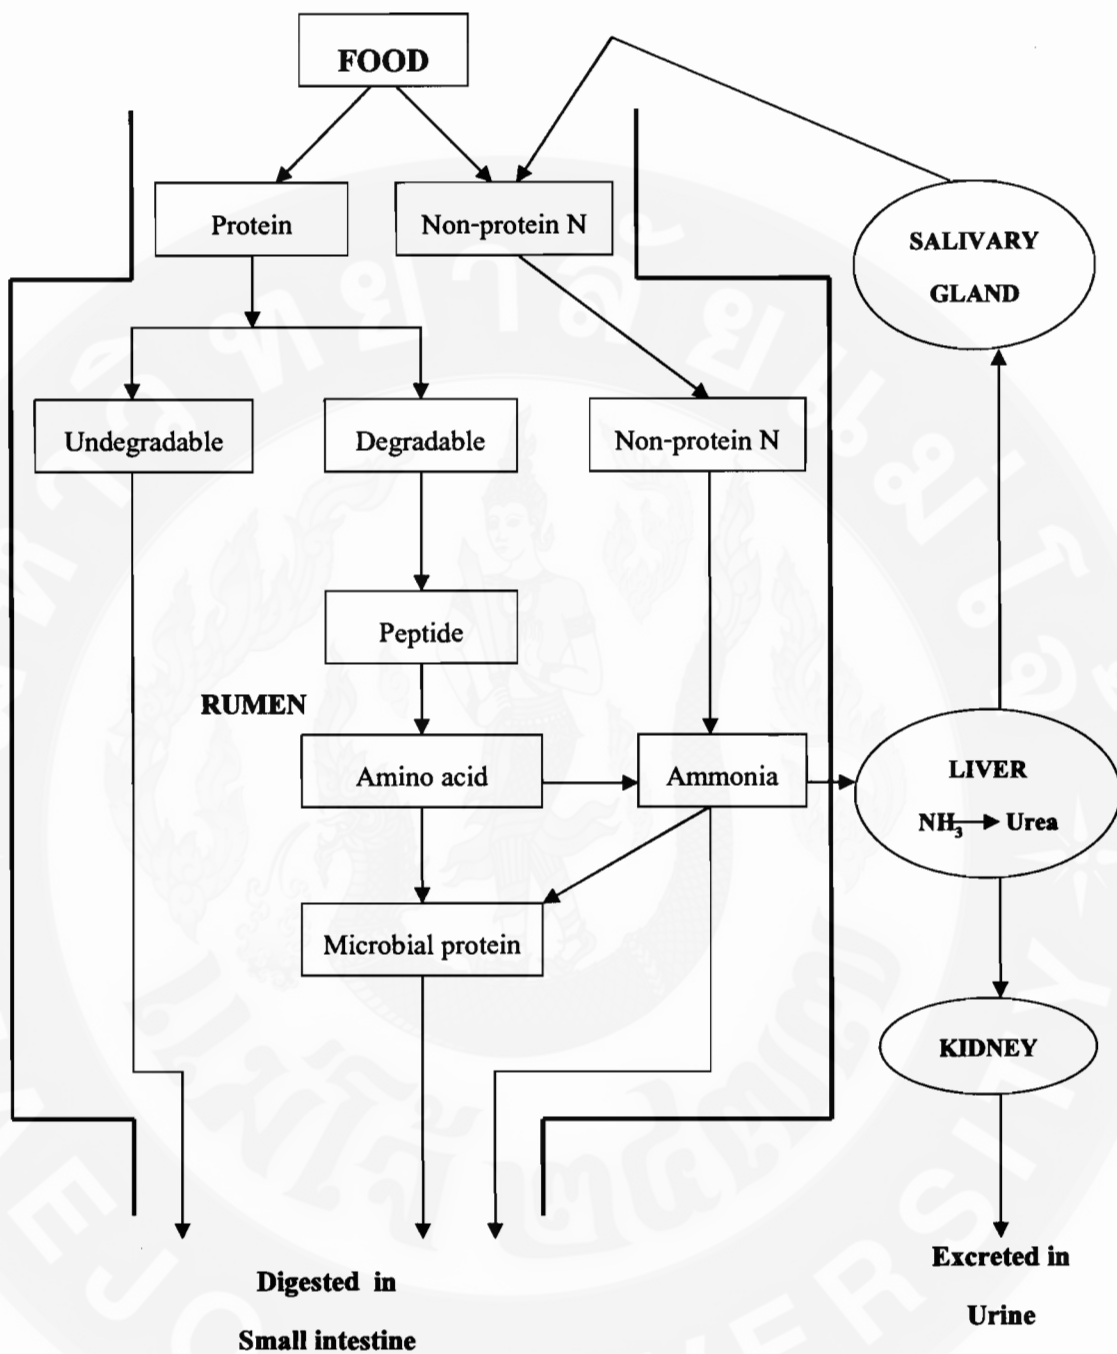 FOOD
Protein
Non-protein N
SALIVARY
GLAND
Undegradable
Degradable
Non-protein N
Peptide
RUMEN
Amino acid
Ammonia
LIVER
NH₃ → Urea
Microbial protein
KIDNEY
Digested in
Small intestine
Excreted in
Urine